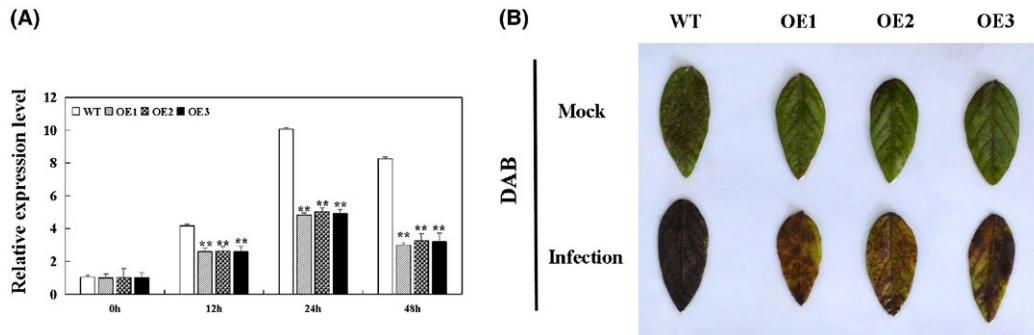 (A)
Relative expression level
12
10
8
6
4
2
0
WT OE1 OE2 OE3
** ** **
** ** **
** ** **
0h 12h 24h 48h
(B)
WT OE1 OE2 OE3
DAB
Mock
Infection